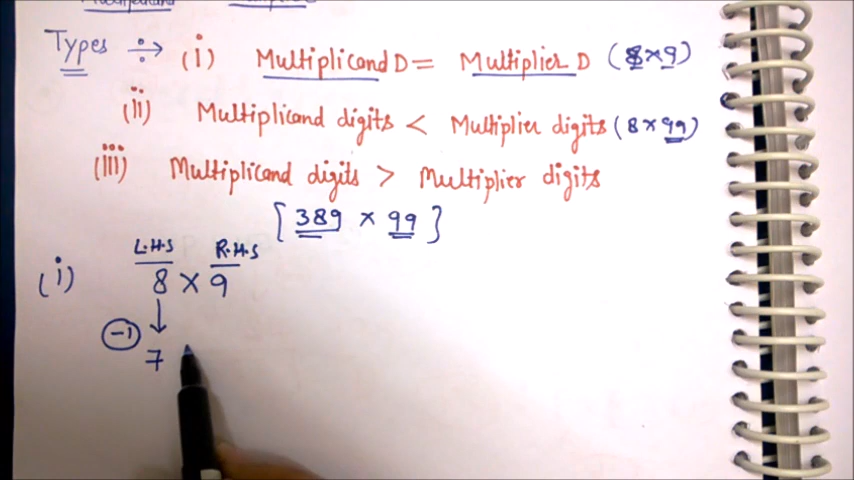 Types ÷→ (i) Multiplicand D = Multiplier D (8×9)
(ii) Multiplicand digits < Multiplier digits (8 × 99)
(iii) Multiplicand digits > Multiplier digits
[389 × 99]
L.H.S R.H.S
(i) 8 × 9
-1
7